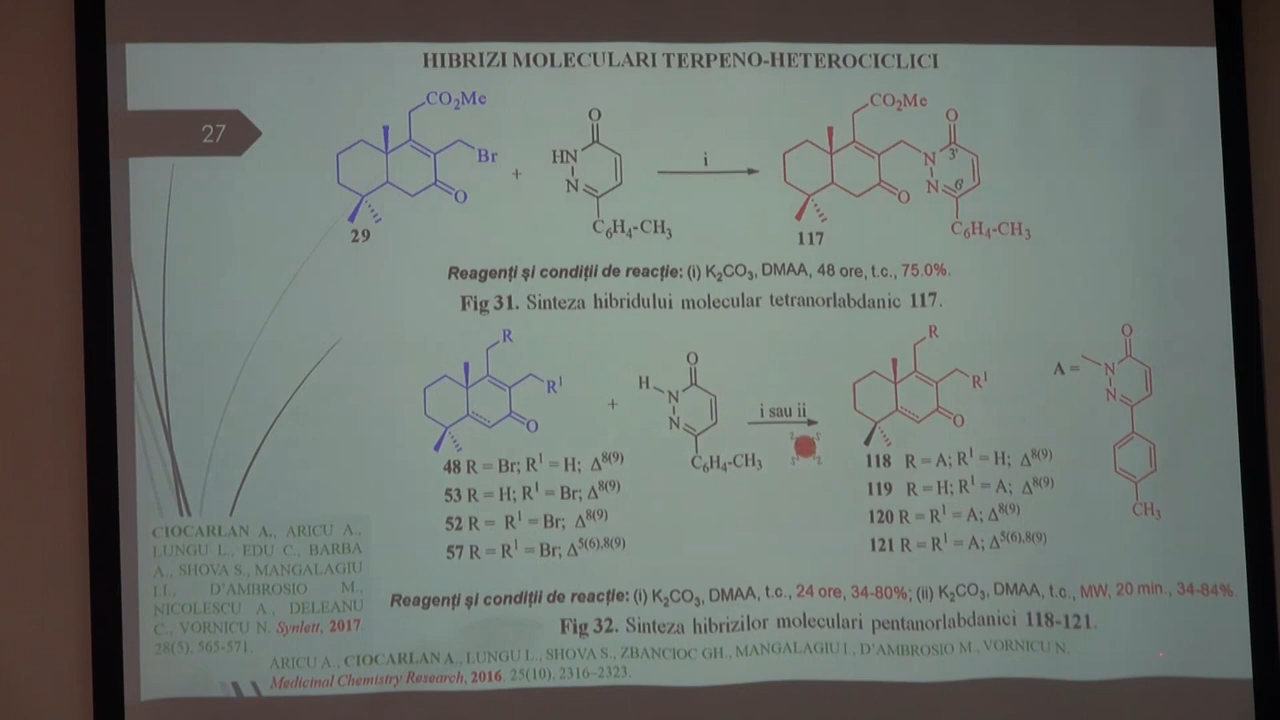 HIBRIZI MOLECULARI TERPENO-HETEROCICLICI
27
CO2Me
Br
O
29
+
O
HN
N
C6H4-CH3
i
CO2Me
O
N
3'
N
6'
O
C6H4-CH3
117
Reagenți și condiții de reacție: (i) K2CO3, DMAA, 48 ore, t.c., 75.0%.
Fig 31. Sinteza hibridului molecular tetranorlabdanic 117.
R
R1
O
+
O
H
N
N
C6H4-CH3
i sau ii
R
R1
O
A =
O
N
N
CH3
48 R = Br; R1 = H; Δ8(9)
53 R = H; R1 = Br; Δ8(9)
52 R = R1 = Br; Δ8(9)
57 R = R1 = Br; Δ5(6),8(9)
118 R = A; R1 = H; Δ8(9)
119 R = H; R1 = A; Δ8(9)
120 R = R1 = A; Δ8(9)
121 R = R1 = A; Δ5(6),8(9)
Reagenți și condiții de reacție: (i) K2CO3, DMAA, t.c., 24 ore, 34-80%; (ii) K2CO3, DMAA, t.c., MW, 20 min., 34-84%.
Fig 32. Sinteza hibrizilor moleculari pentanorlabdanici 118-121.
CIOCARLAN A., ARICU A.,
LUNGU L., EDU C., BARBA
A., SHOVA S., MANGALAGIU
I.I., D'AMBROSIO M.,
NICOLESCU A., DELEANU
C., VORNICU N. Synlett, 2017.
28(5), 565-571.
ARICU A., CIOCARLAN A., LUNGU L., SHOVA S., ZBANCIOC GH., MANGALAGIU I., D'AMBROSIO M., VORNICU N.
Medicinal Chemistry Research, 2016. 25(10), 2316–2323.